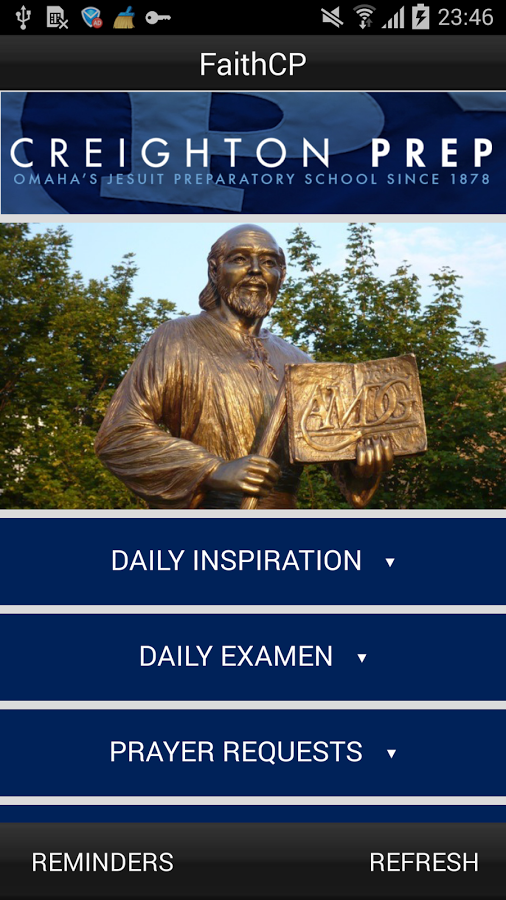 23:46
FaithCP
CREIGHTON PREP
OMAHA'S JESUIT PREPARATORY SCHOOL SINCE 1878
AMDG
DAILY INSPIRATION ▼
DAILY EXAMEN ▼
PRAYER REQUESTS ▼
REMINDERS REFRESH